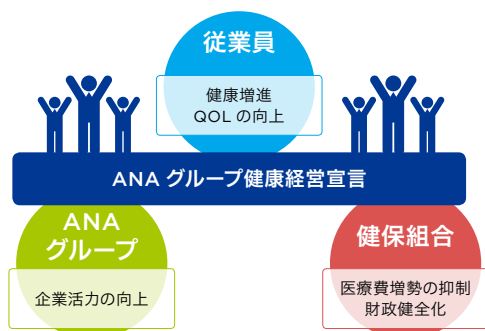 従業員
健康増進
QOL の向上
ANA グループ健康経営宣言
ANA
グループ
企業活力の向上
健保組合
医療費増勢の抑制
財政健全化